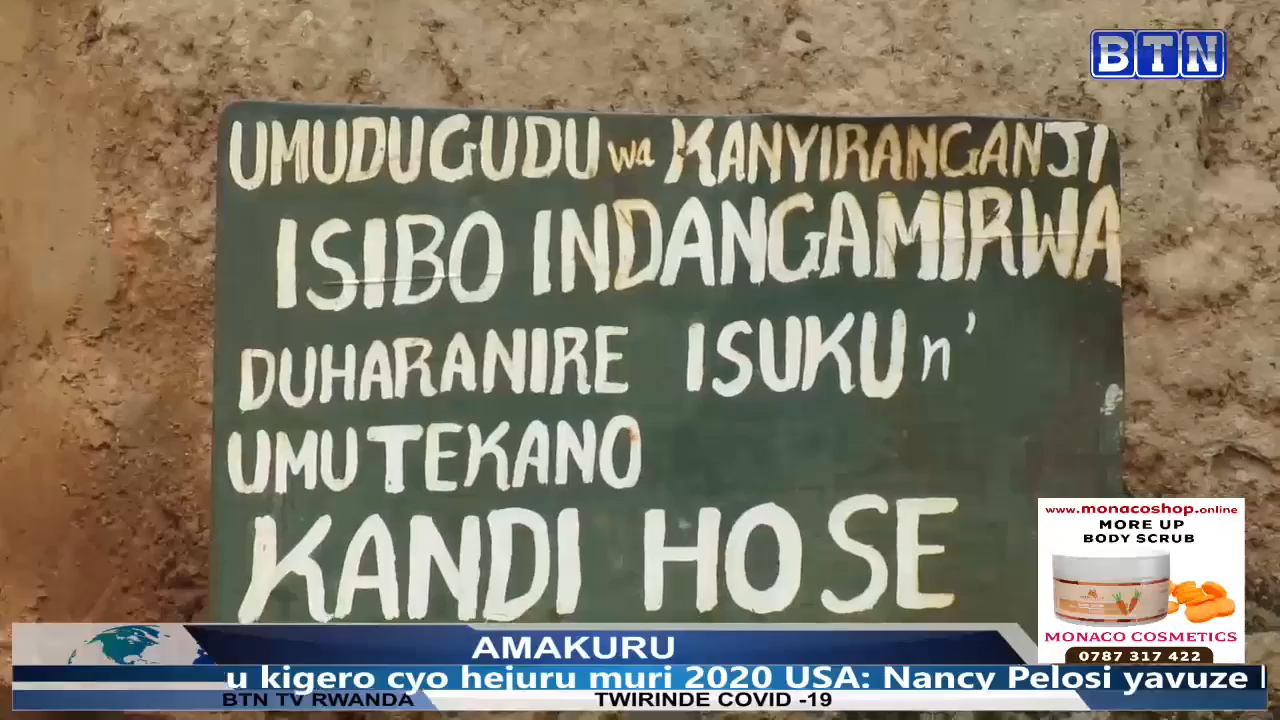 BTN
UMUDUGUDU wa KANYIRANGANJI
ISIBO INDANGAMIRWA
DUHARANIRE ISUKU n'
UMUTEKANO
KANDI HOSE
www.monacoshop.online
MORE UP
BODY SCRUB
MONACO COSMETICS
0787 317 422
AMAKURU
u kigero cyo hejuru muri 2020 USA: Nancy Pelosi yavuze
BTN TV RWANDA
TWIRINDE COVID -19